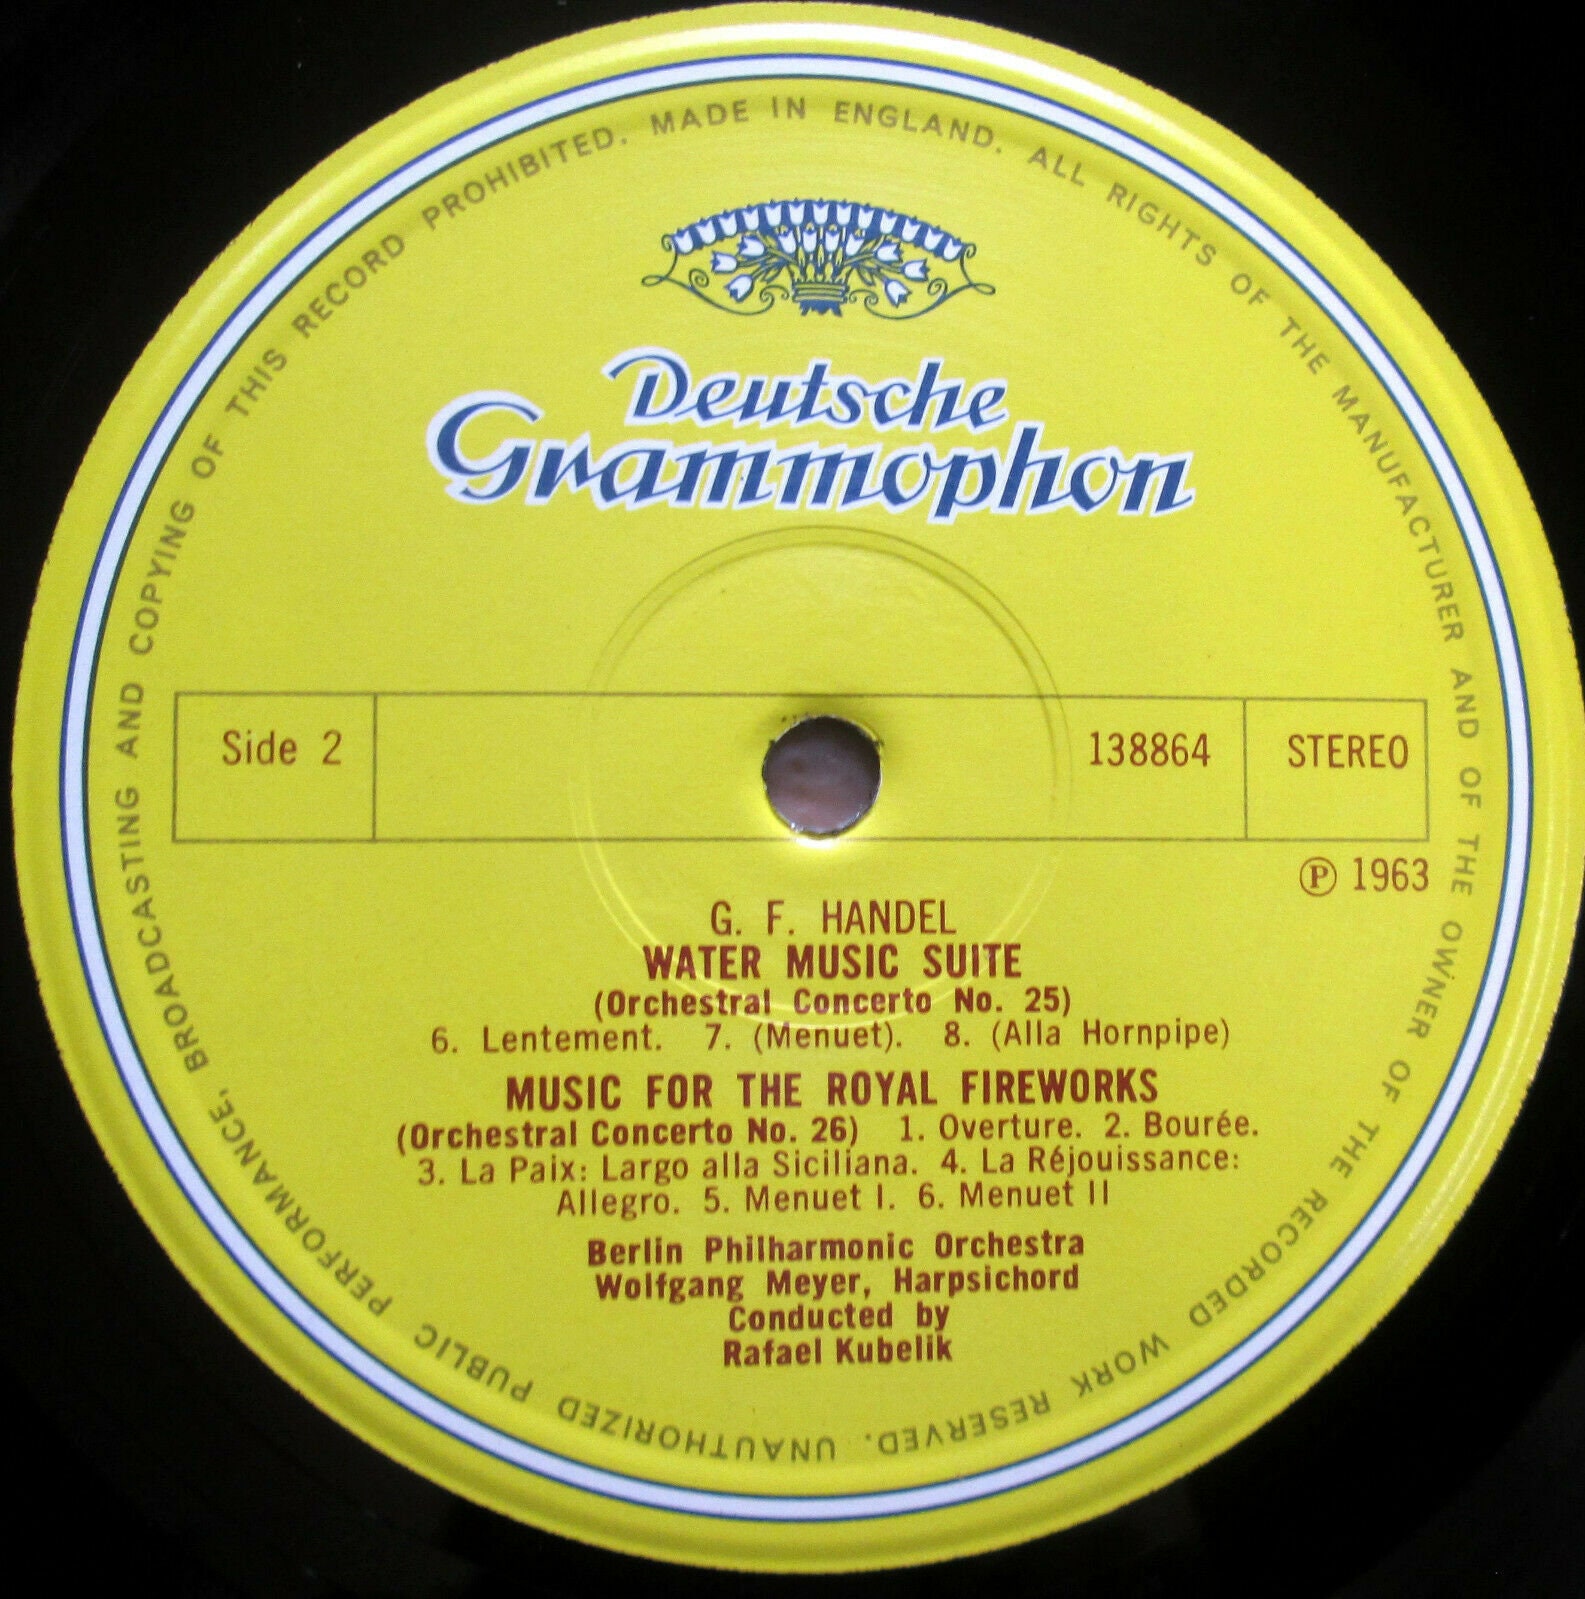 MADE IN ENGLAND. ALL RIGHTS OF THE MANUFACTURER AND OF THE OWNER OF THE RECORDED WORK RESERVED. UNAUTHORIZED PUBLIC PERFORMANCE, BROADCASTING AND COPYING OF THIS RECORD PROHIBITED.
Deutsche
Grammophon
Side 2 138864 STEREO
Ⓟ 1963
G. F. HANDEL
WATER MUSIC SUITE
(Orchestral Concerto No. 25)
6. Lentement. 7. (Menuet). 8. (Alla Hornpipe)
MUSIC FOR THE ROYAL FIREWORKS
(Orchestral Concerto No. 26) 1. Overture. 2. Bourée.
3. La Paix: Largo alla Siciliana. 4. La Réjouissance:
Allegro. 5. Menuet I. 6. Menuet II
Berlin Philharmonic Orchestra
Wolfgang Meyer, Harpsichord
Conducted by
Rafael Kubelik